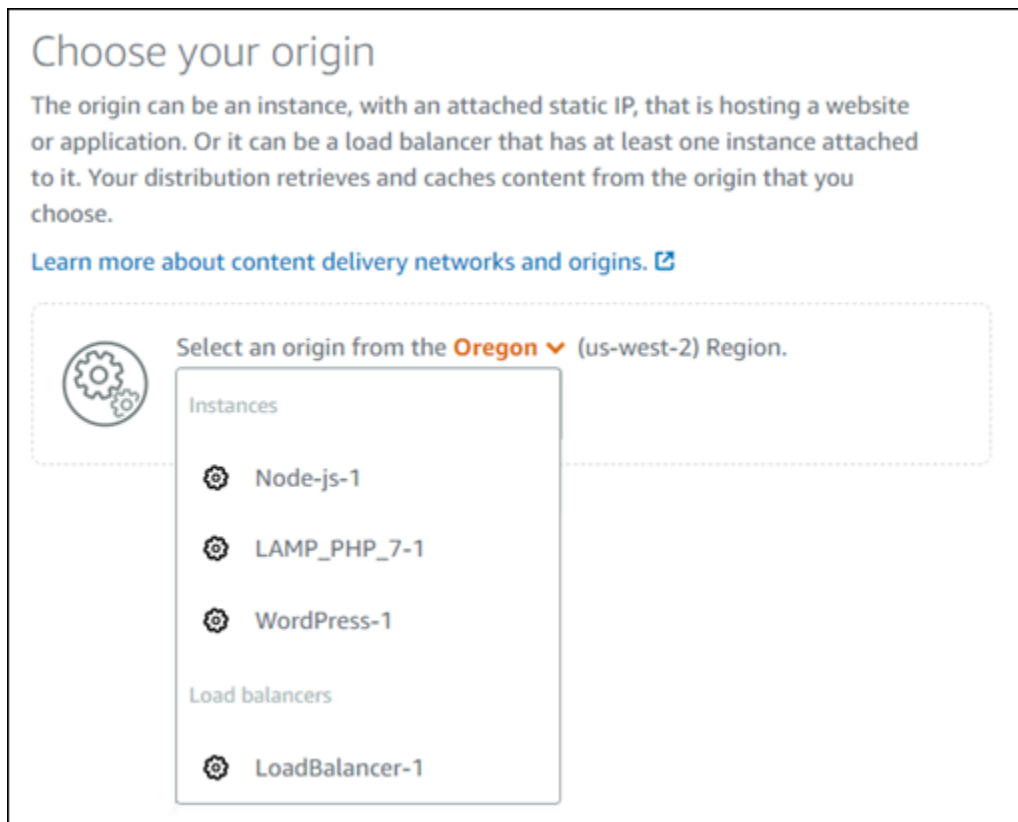 Choose your origin
The origin can be an instance, with an attached static IP, that is hosting a website
or application. Or it can be a load balancer that has at least one instance attached
to it. Your distribution retrieves and caches content from the origin that you
choose.
Learn more about content delivery networks and origins.
Select an origin from the Oregon (us-west-2) Region.
Instances
Node-js-1
LAMP_PHP_7-1
WordPress-1
Load balancers
LoadBalancer-1